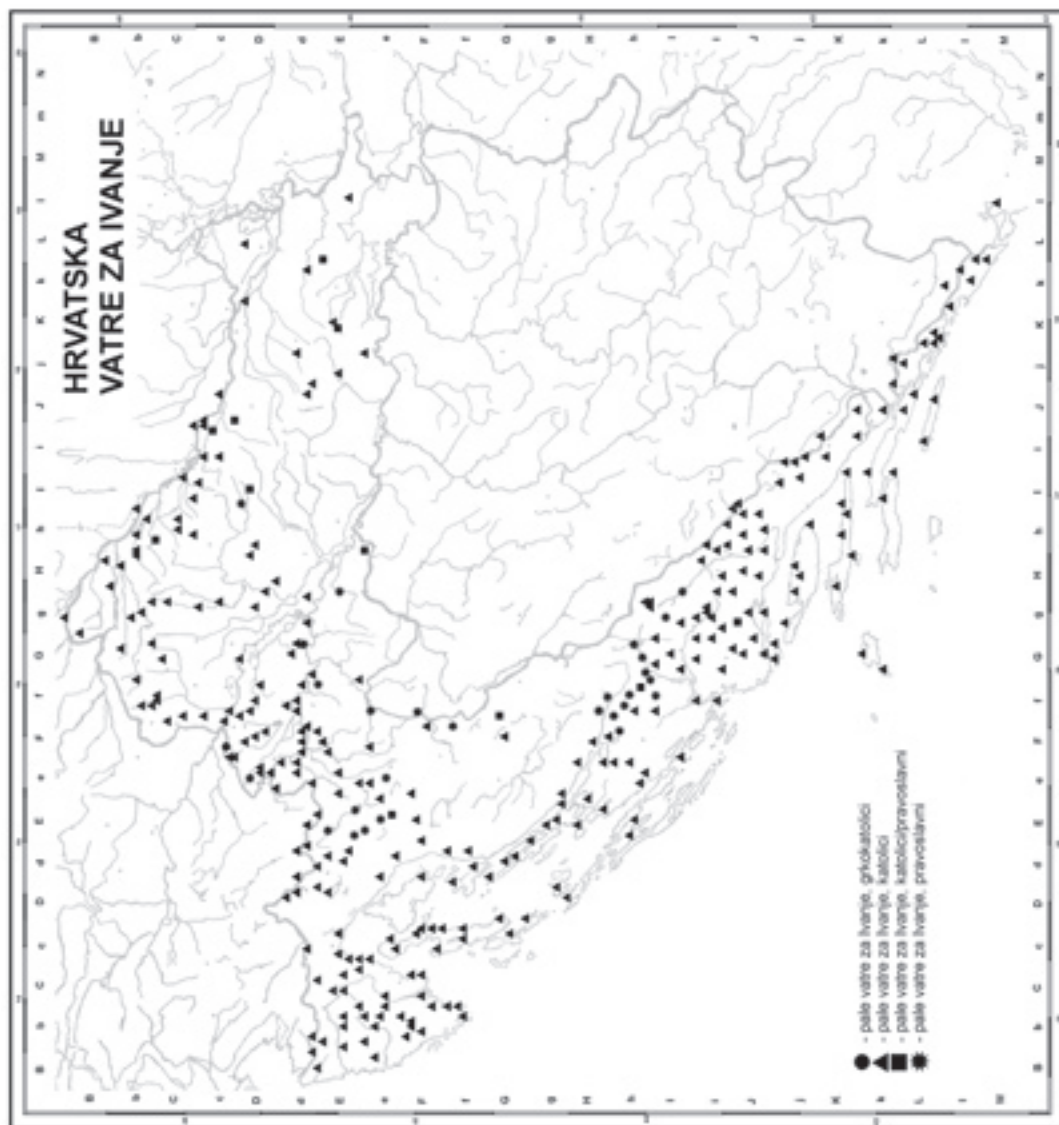 HRVATSKA
VATRE ZA IVANJE
- pale vatre za Ivanje, grkokatolici
- pale vatre za Ivanje, katolici
- pale vatre za Ivanje, katolici/pravoslavni
- pale vatre za Ivanje, pravoslavni